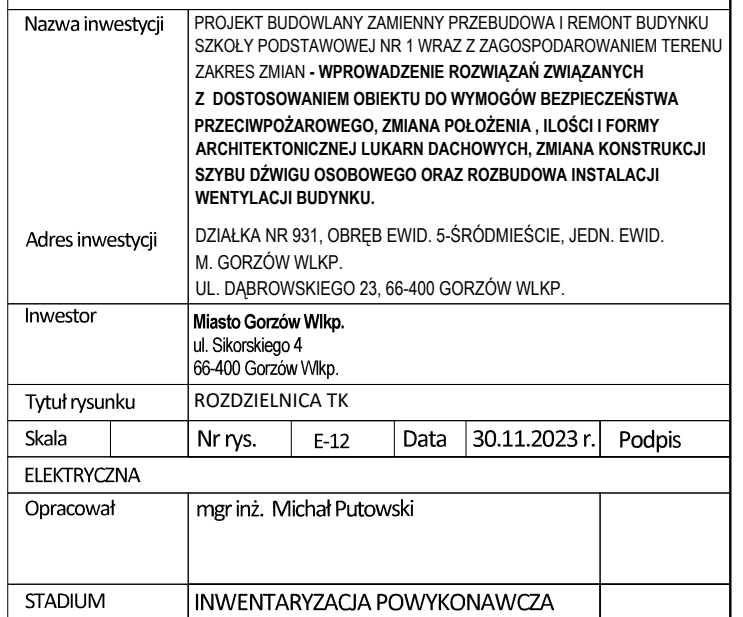 Nazwa inwestycji PROJEKT BUDOWLANY ZAMIENNY PRZEBUDOWA I REMONT BUDYNKU
SZKOŁY PODSTAWOWEJ NR 1 WRAZ Z ZAGOSPODAROWANIEM TERENU
ZAKRES ZMIAN - WPROWADZENIE ROZWIĄZAŃ ZWIĄZANYCH
Z DOSTOSOWANIEM OBIEKTU DO WYMOGÓW BEZPIECZEŃSTWA
PRZECIWPOŻAROWEGO, ZMIANA POŁOŻENIA , ILOŚCI I FORMY
ARCHITEKTONICZNEJ LUKARN DACHOWYCH, ZMIANA KONSTRUKCJI
SZYBU DŹWIGU OSOBOWEGO ORAZ ROZBUDOWA INSTALACJI
WENTYLACJI BUDYNKU.
Adres inwestycji DZIAŁKA NR 931, OBRĘB EWID. 5-ŚRÓDMIEŚCIE, JEDN. EWID.
M. GORZÓW WLKP.
UL. DĄBROWSKIEGO 23, 66-400 GORZÓW WLKP.
Inwestor Miasto Gorzów Wlkp.
ul. Sikorskiego 4
66-400 Gorzów Wlkp.
Tytuł rysunku ROZDZIELNICA TK
Skala Nr rys. E-12 Data 30.11.2023 r. Podpis
ELEKTRYCZNA
Opracował mgr inż. Michał Putowski
STADIUM INWENTARYZACJA POWYKONAWCZA